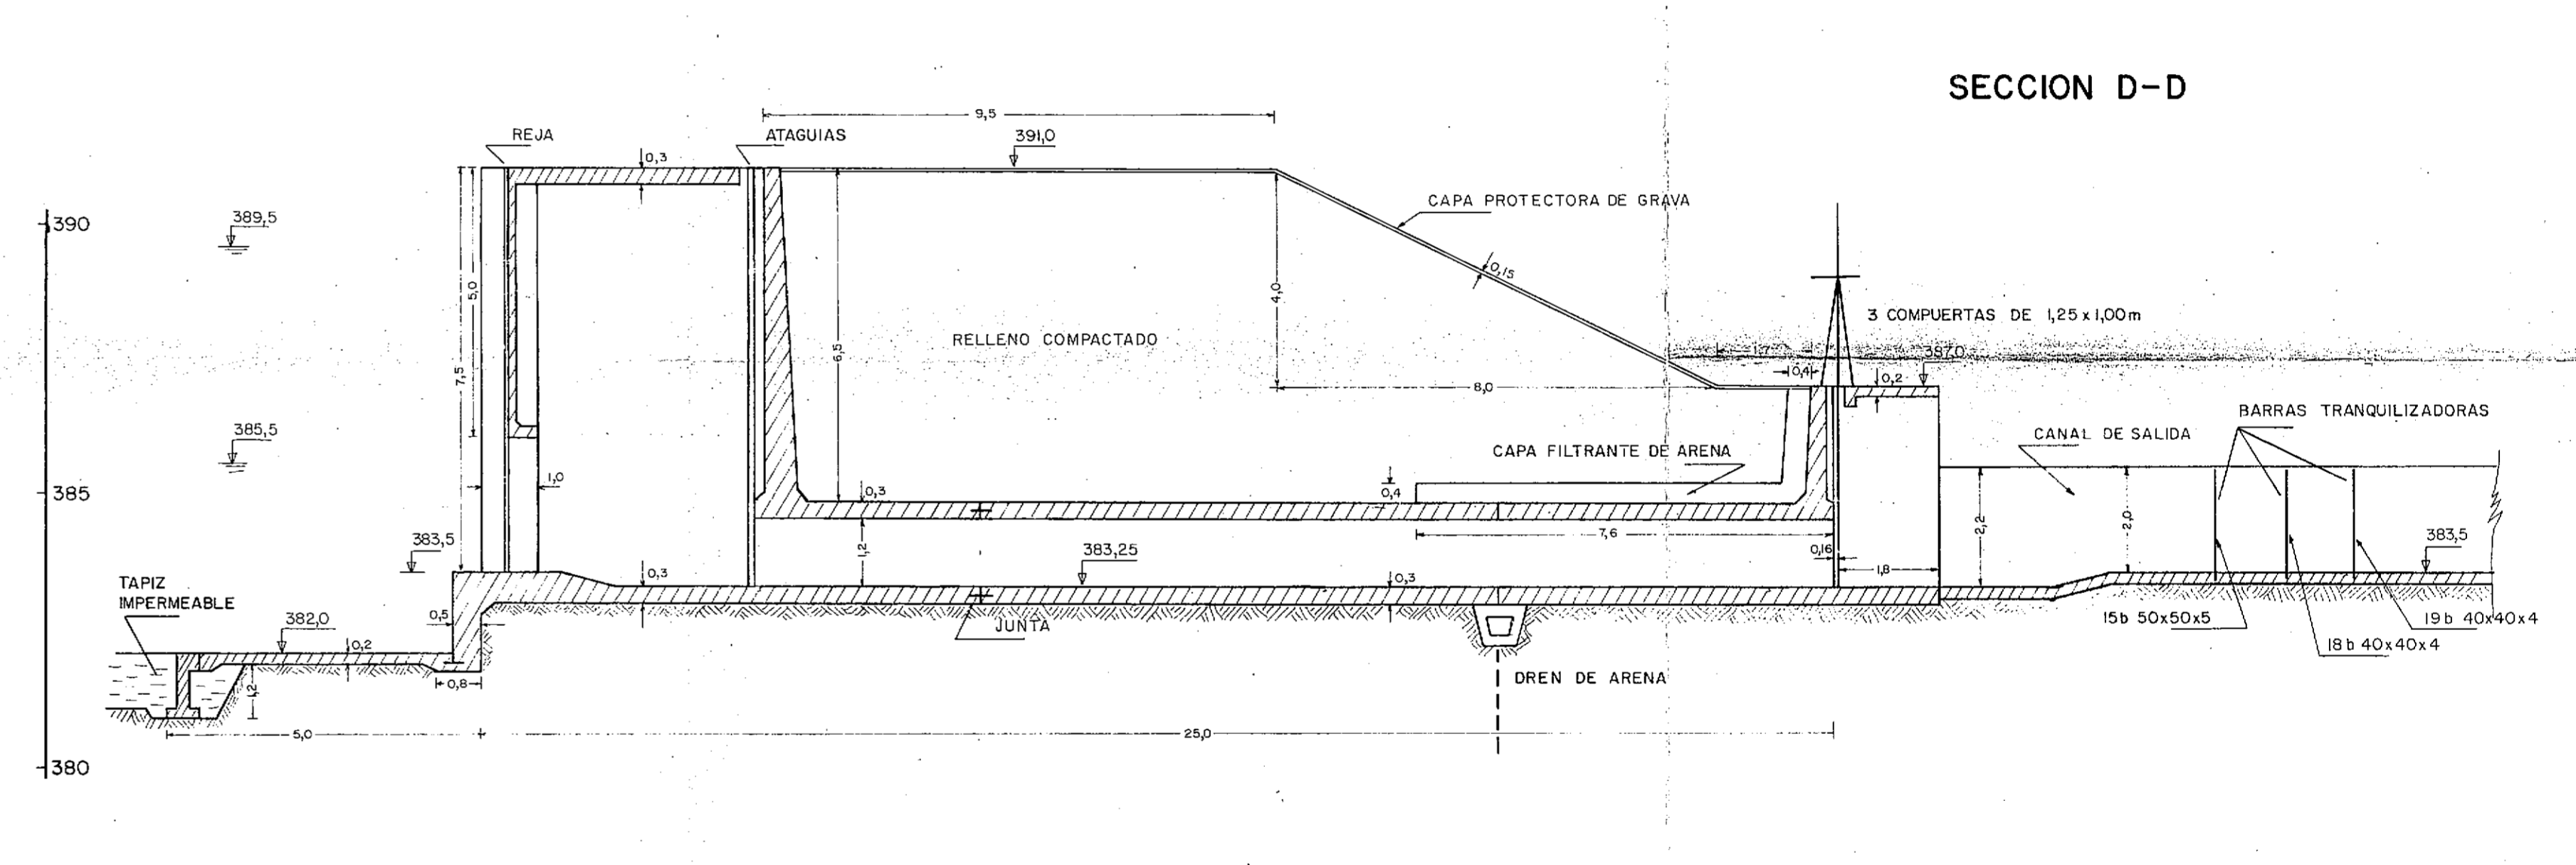 SECCION D-D
9,5
REJA
ATAGUIAS
391,0
0,3
390
389,5
CAPA PROTECTORA DE GRAVA
0,15
5,0
4,0
3 COMPUERTAS DE 1,25 x 1,00m
RELLENO COMPACTADO
6,5
7,5
1,7
387,0
0,4
0,2
8,0
BARRAS TRANQUILIZADORAS
385,5
CANAL DE SALIDA
CAPA FILTRANTE DE ARENA
385
1,0
0,3
0,4
2,2
2,0
7,6
383,5
383,25
1,2
0,16
383,5
1,8
TAPIZ
IMPERMEABLE
0,3
0,3
382,0
0,5
JUNTA
15b 50x50x5
19b 40x40x4
0,2
18b 40x40x4
1,2
0,8
DREN DE ARENA
5,0
25,0
380